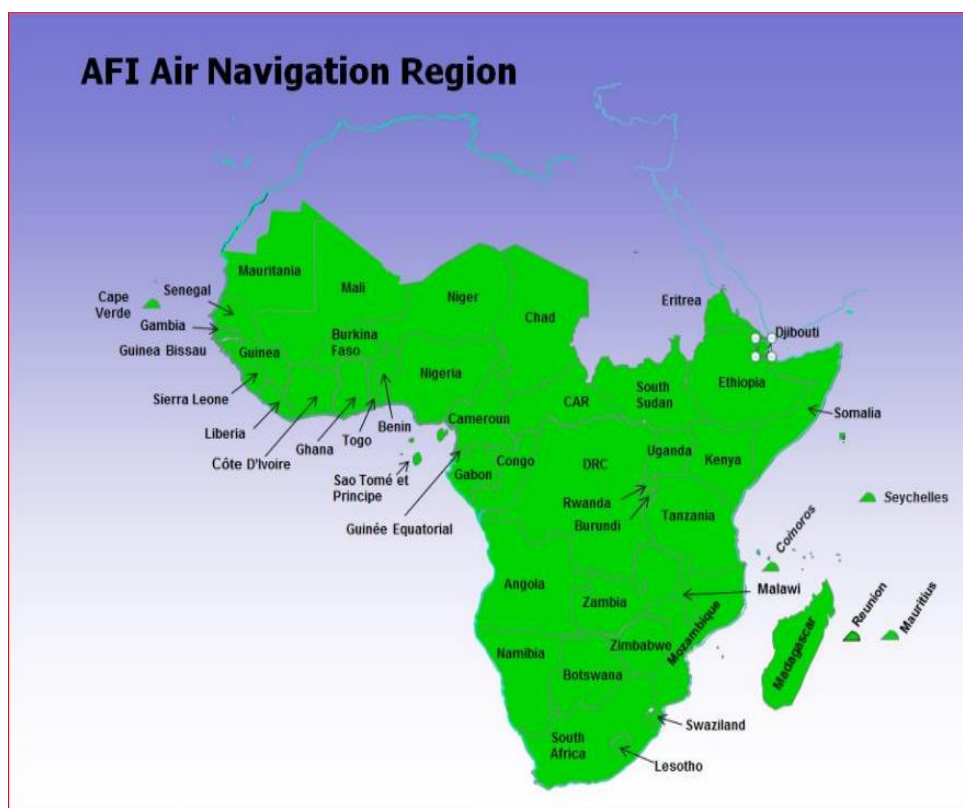 AFI Air Navigation Region
Mauritania
Mali
Niger
Chad
Eritrea
Djibouti
Cape
Verde
Senegal
Gambia
Guinea Bissau
Guinea
Burkina
Faso
Nigeria
Ethiopia
South
Sudan
CAR
Somalia
Sierra Leone
Liberia
Côte D'Ivoire
Ghana
Togo
Benin
Cameroun
Sao Tomé et
Principe
Guinée Equatorial
Gabon
Congo
DRC
Uganda
Kenya
Rwanda
Burundi
Tanzania
Seychelles
Comoros
Angola
Zambia
Malawi
Mozambique
Zimbabwe
Namibia
Botswana
Madagascar
Reunion
Mauritius
Swaziland
South
Africa
Lesotho